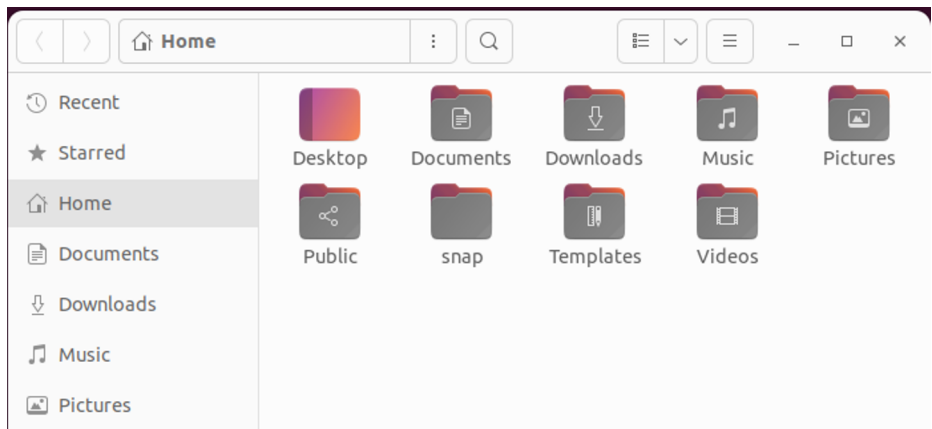 Home
Recent
Starred
Home
Documents
Downloads
Music
Pictures
Desktop
Documents
Downloads
Music
Pictures
Public
snap
Templates
Videos